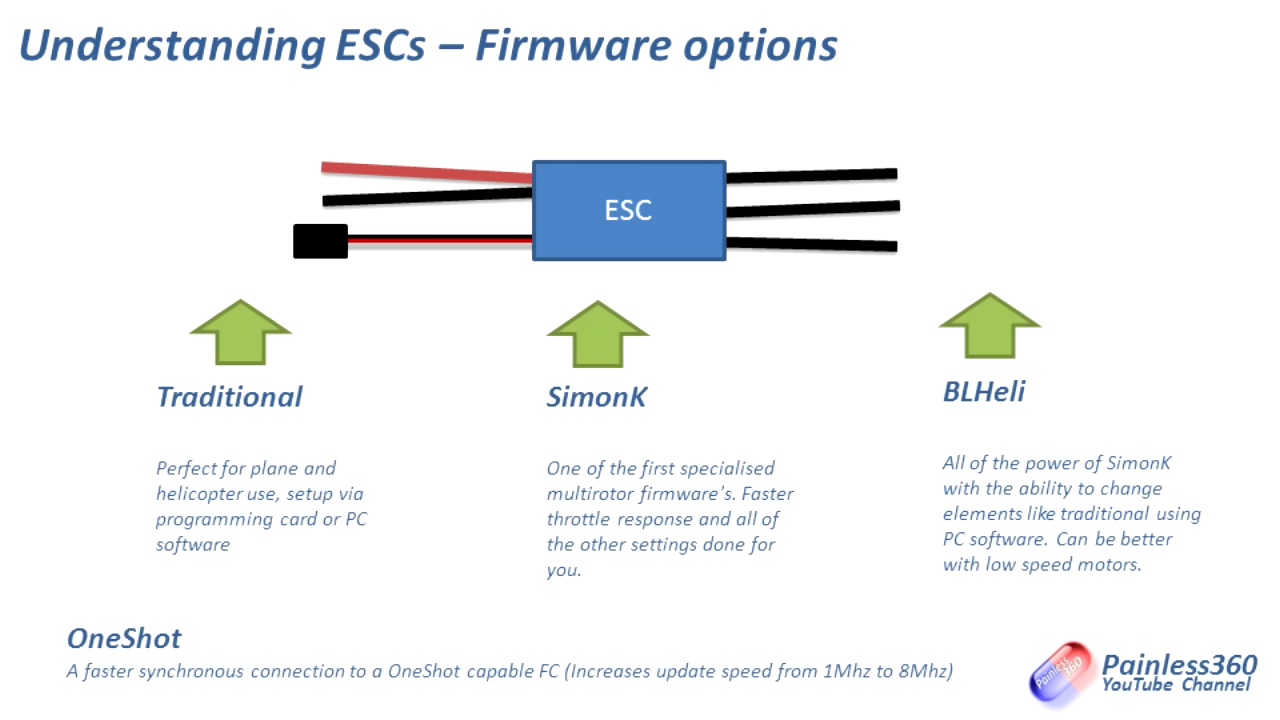 Understanding ESCs – Firmware options
ESC
Traditional
Perfect for plane and
helicopter use, setup via
programming card or PC
software
SimonK
One of the first specialised
multirotor firmware's. Faster
throttle response and all of
the other settings done for
you.
BLHeli
All of the power of SimonK
with the ability to change
elements like traditional using
PC software. Can be better
with low speed motors.
OneShot
A faster synchronous connection to a OneShot capable FC (Increases update speed from 1Mhz to 8Mhz)
Painless
360
Painless360
YouTube Channel